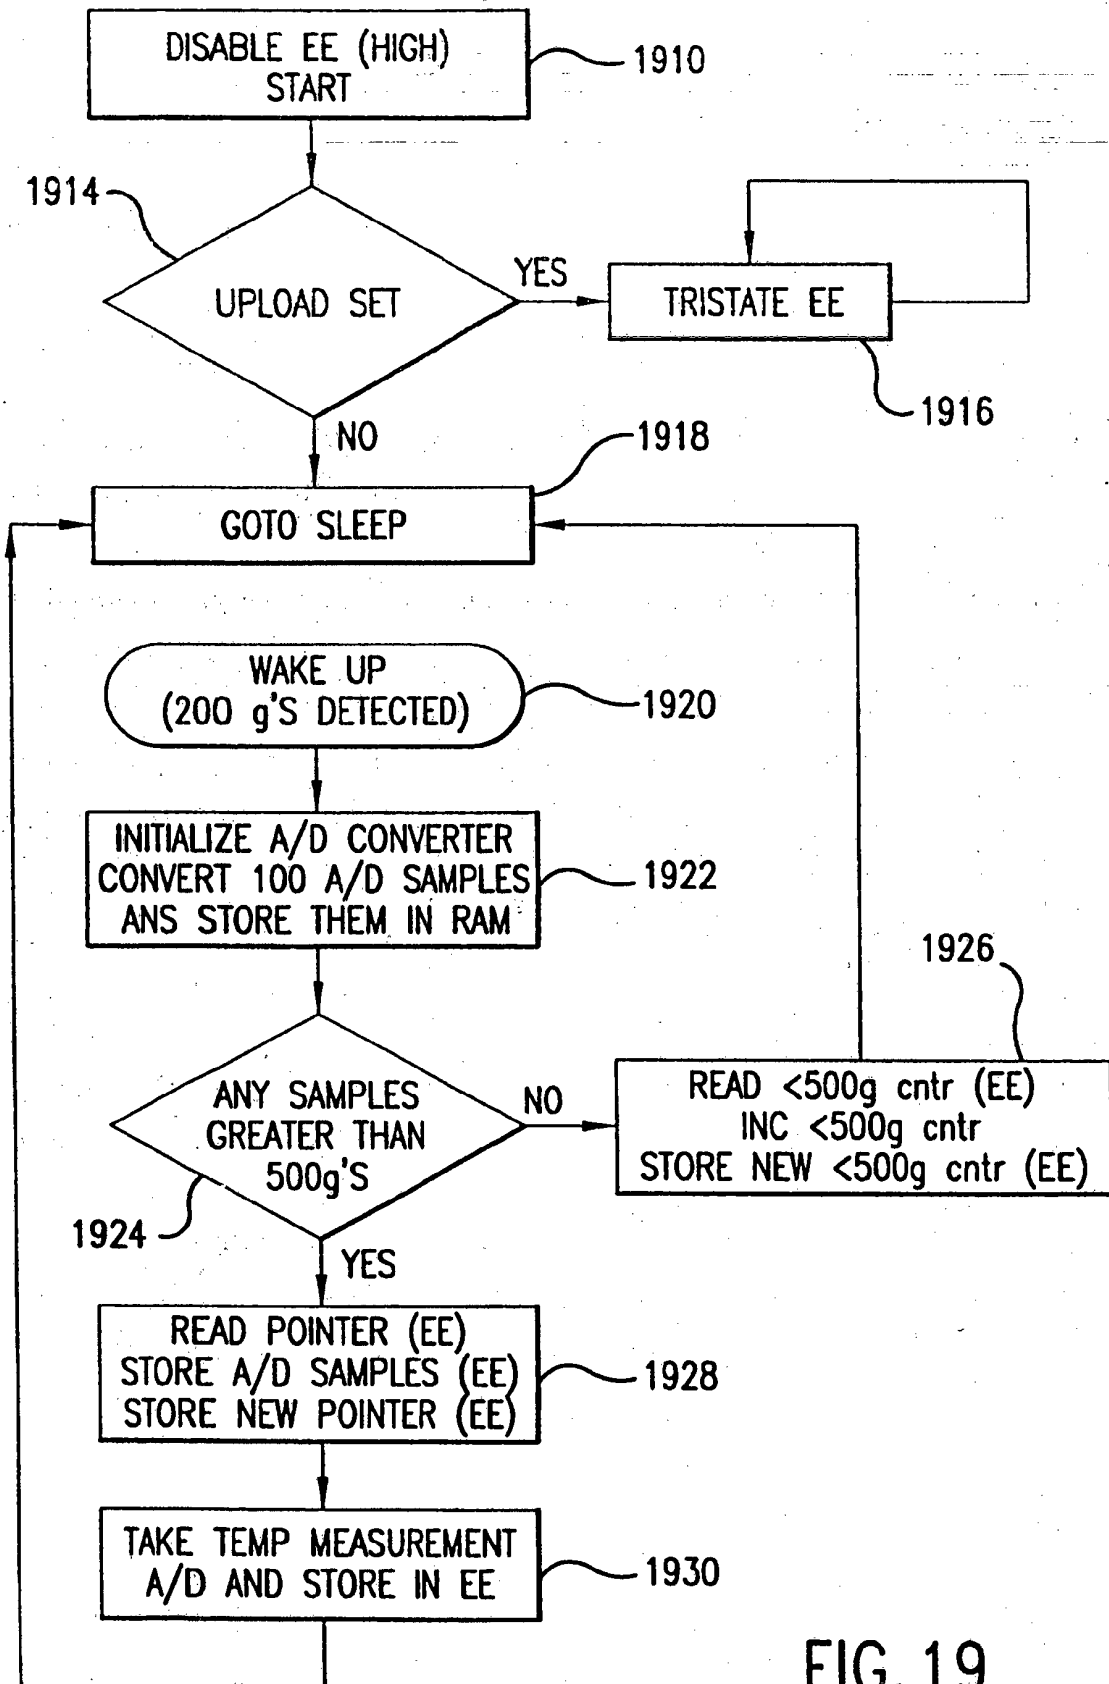 DISABLE EE (HIGH)
START
1910
1914
UPLOAD SET
YES
TRISTATE EE
1916
NO
1918
GOTO SLEEP
WAKE UP
(200 g'S DETECTED)
1920
INITIALIZE A/D CONVERTER
CONVERT 100 A/D SAMPLES
ANS STORE THEM IN RAM
1922
1926
ANY SAMPLES
GREATER THAN
500g'S
NO
READ <500g cntr (EE)
INC <500g cntr
STORE NEW <500g cntr (EE)
1924
YES
READ POINTER (EE)
STORE A/D SAMPLES (EE)
STORE NEW POINTER (EE)
1928
TAKE TEMP MEASUREMENT
A/D AND STORE IN EE
1930
FIG. 19